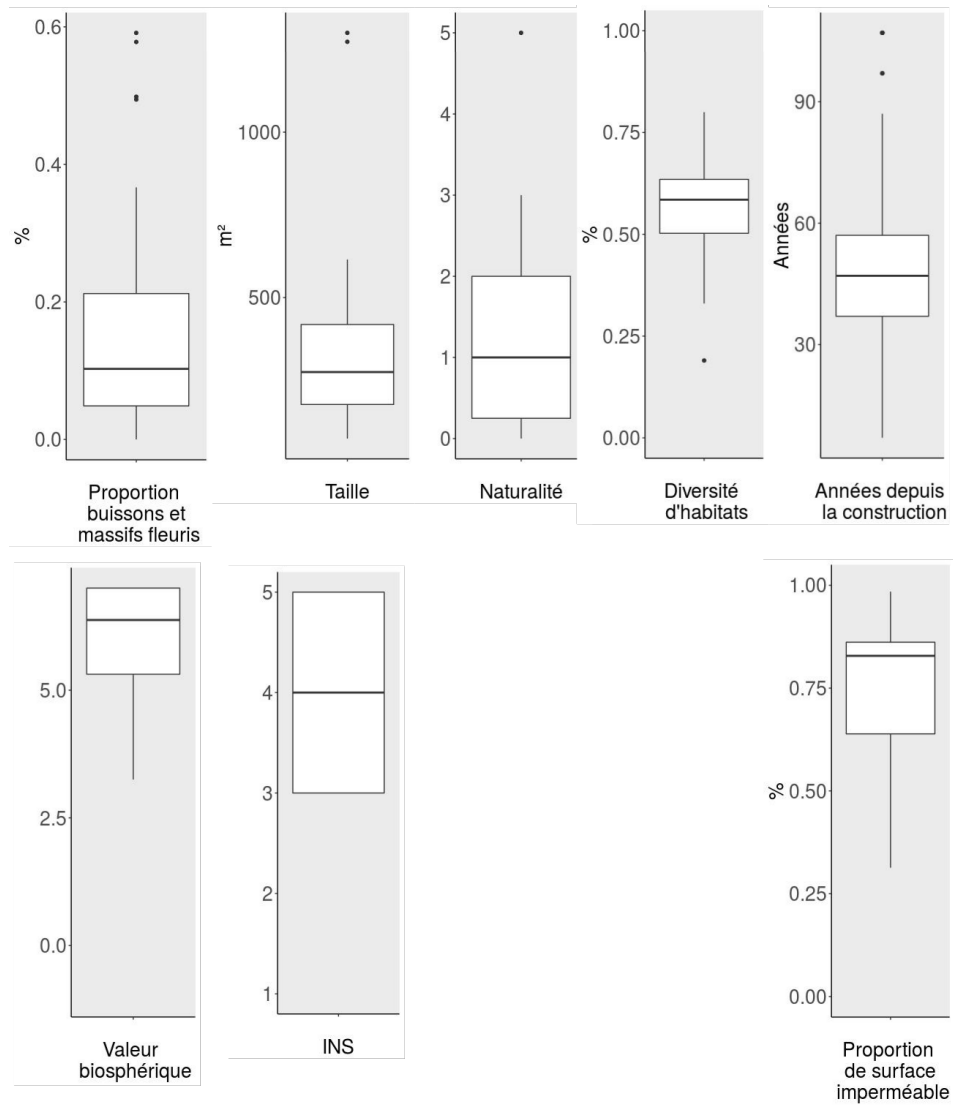 0.6
0.4
0.2
0.0
%
Proportion
buissons et
massifs fleuris
1000
500
m²
Taille
5
4
3
2
1
0
Naturalité
1.00
0.75
0.50
0.25
0.00
%
Diversité
d'habitats
90
60
30
Années
Années depuis
la construction
5.0
2.5
0.0
Valeur
biosphérique
5
4
3
2
1
INS
1.00
0.75
0.50
0.25
0.00
%
Proportion
de surface
imperméable